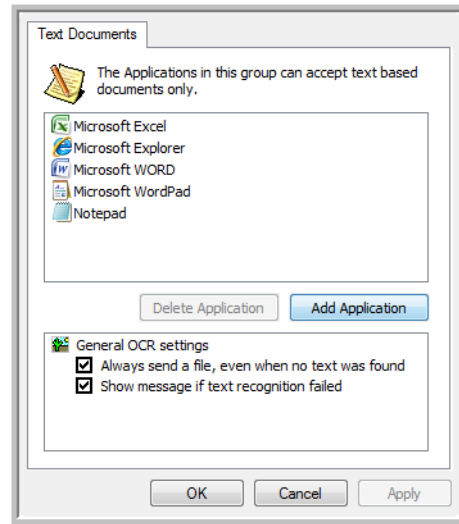 Text Documents
The Applications in this group can accept text based
documents only.
Microsoft Excel
Microsoft Explorer
Microsoft WORD
Microsoft WordPad
Notepad
Delete Application
Add Application
General OCR settings
Always send a file, even when no text was found
Show message if text recognition failed
OK
Cancel
Apply